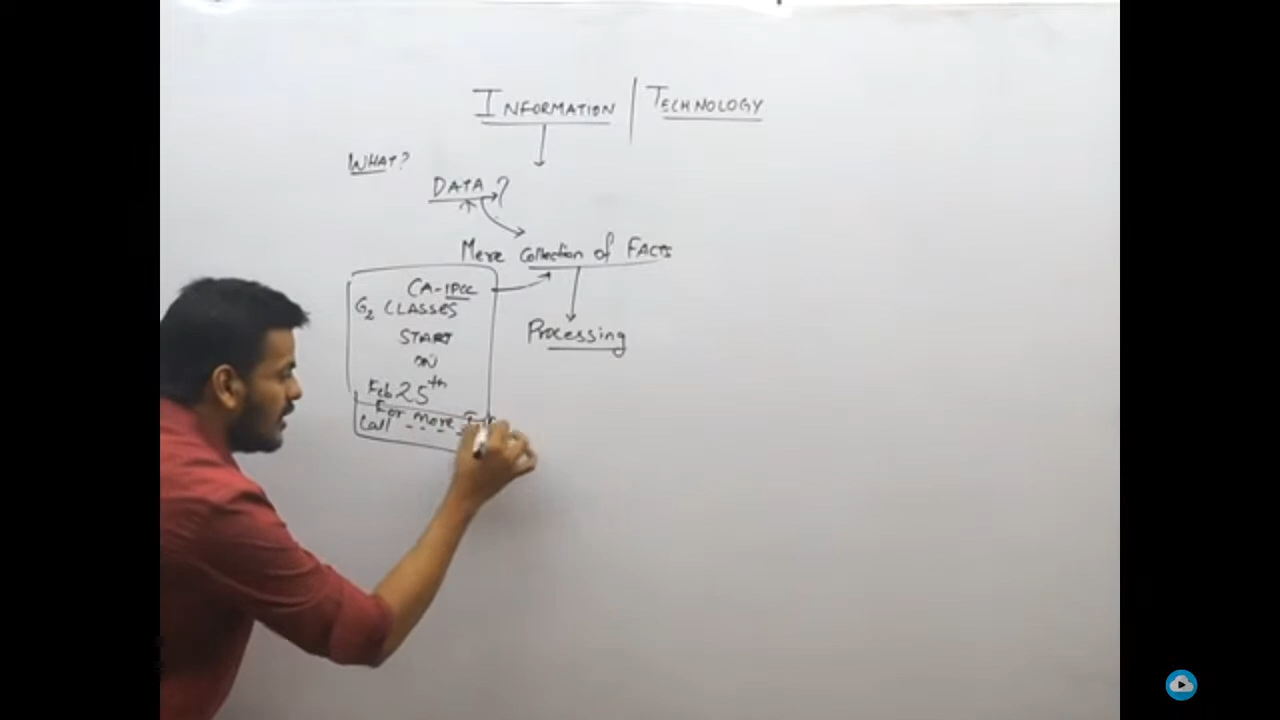 INFORMATION | TECHNOLOGY
WHAT?
DATA ?
Mere Collection of FACTS
CA-IPCC
G2 CLASSES
START
ON
Feb 25th
For more
Call - - -
Processing